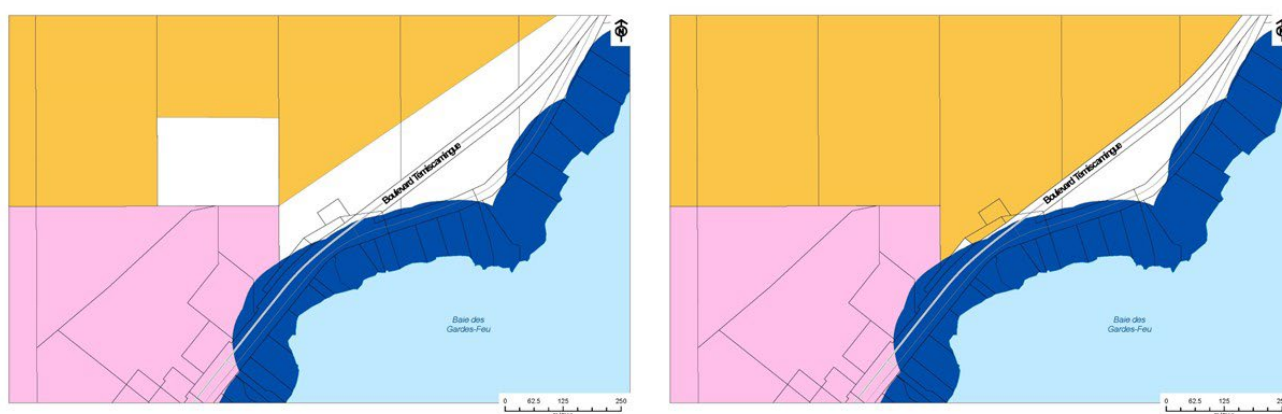 N
Boulevard Témiscamingue
Baie des
Gardes-Feu
0 62.5 125 250
N
Boulevard Témiscamingue
Baie des
Gardes-Feu
0 62.5 125